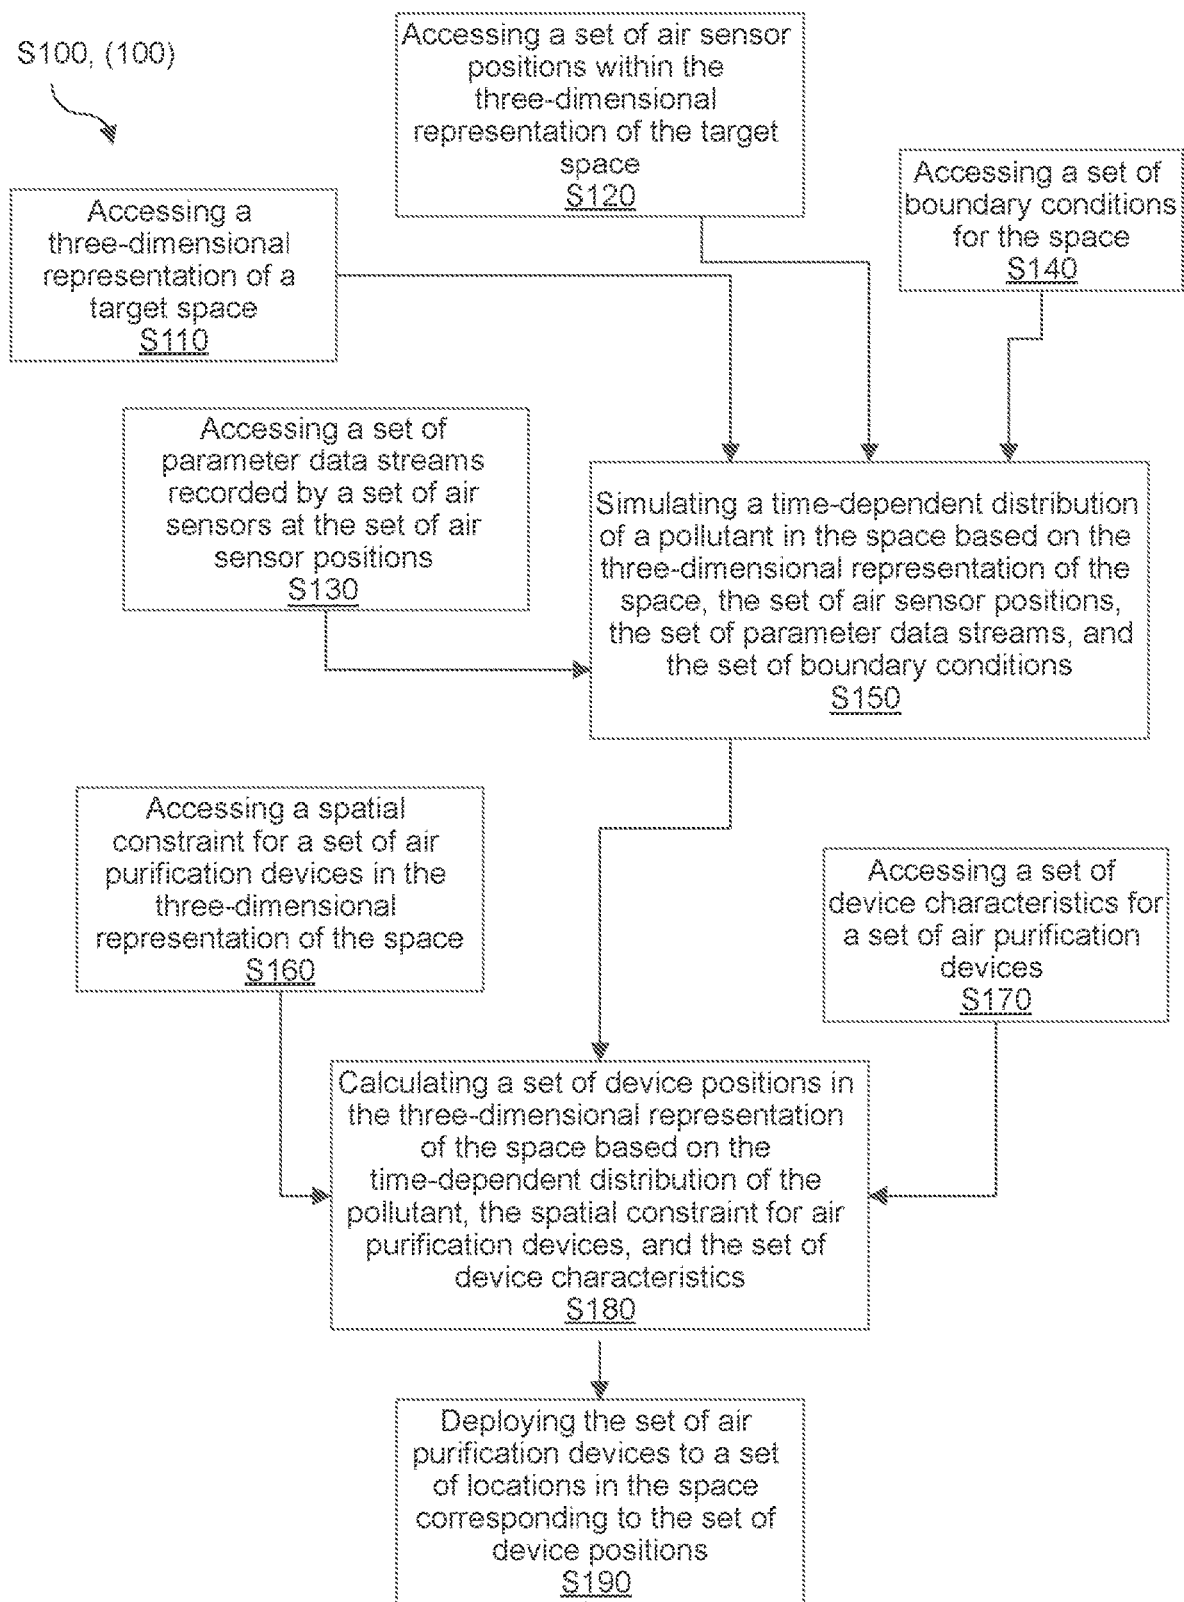 S100, (100)
Accessing a set of air sensor
positions within the
three-dimensional
representation of the target
space
S120
Accessing a
three-dimensional
representation of a
target space
S110
Accessing a set of
boundary conditions
for the space
S140
Accessing a set of
parameter data streams
recorded by a set of air
sensors at the set of air
sensor positions
S130
Simulating a time-dependent distribution
of a pollutant in the space based on the
three-dimensional representation of the
space, the set of air sensor positions,
the set of parameter data streams, and
the set of boundary conditions
S150
Accessing a spatial
constraint for a set of air
purification devices in the
three-dimensional
representation of the space
S160
Accessing a set of
device characteristics for
a set of air purification
devices
S170
Calculating a set of device positions in
the three-dimensional representation
of the space based on the
time-dependent distribution of the
pollutant, the spatial constraint for air
purification devices, and the set of
device characteristics
S180
Deploying the set of air
purification devices to a set
of locations in the space
corresponding to the set of
device positions
S190